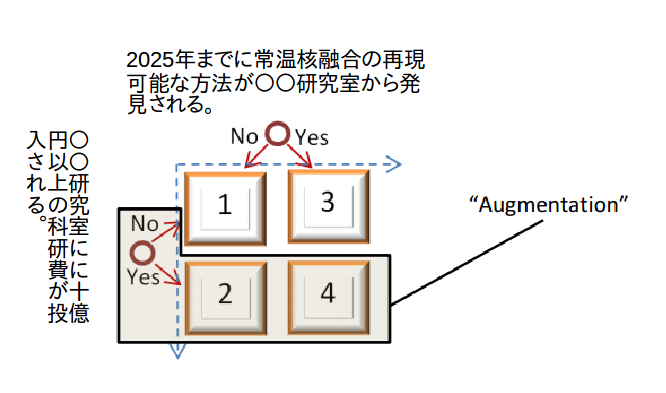 2025年までに常温核融合の再現
可能な方法が〇〇研究室から発
見される。
No Yes
〇〇研究室にに十億
円以上の科研費が投
入される。
1
3
“Augmentation”
No
Yes
2
4